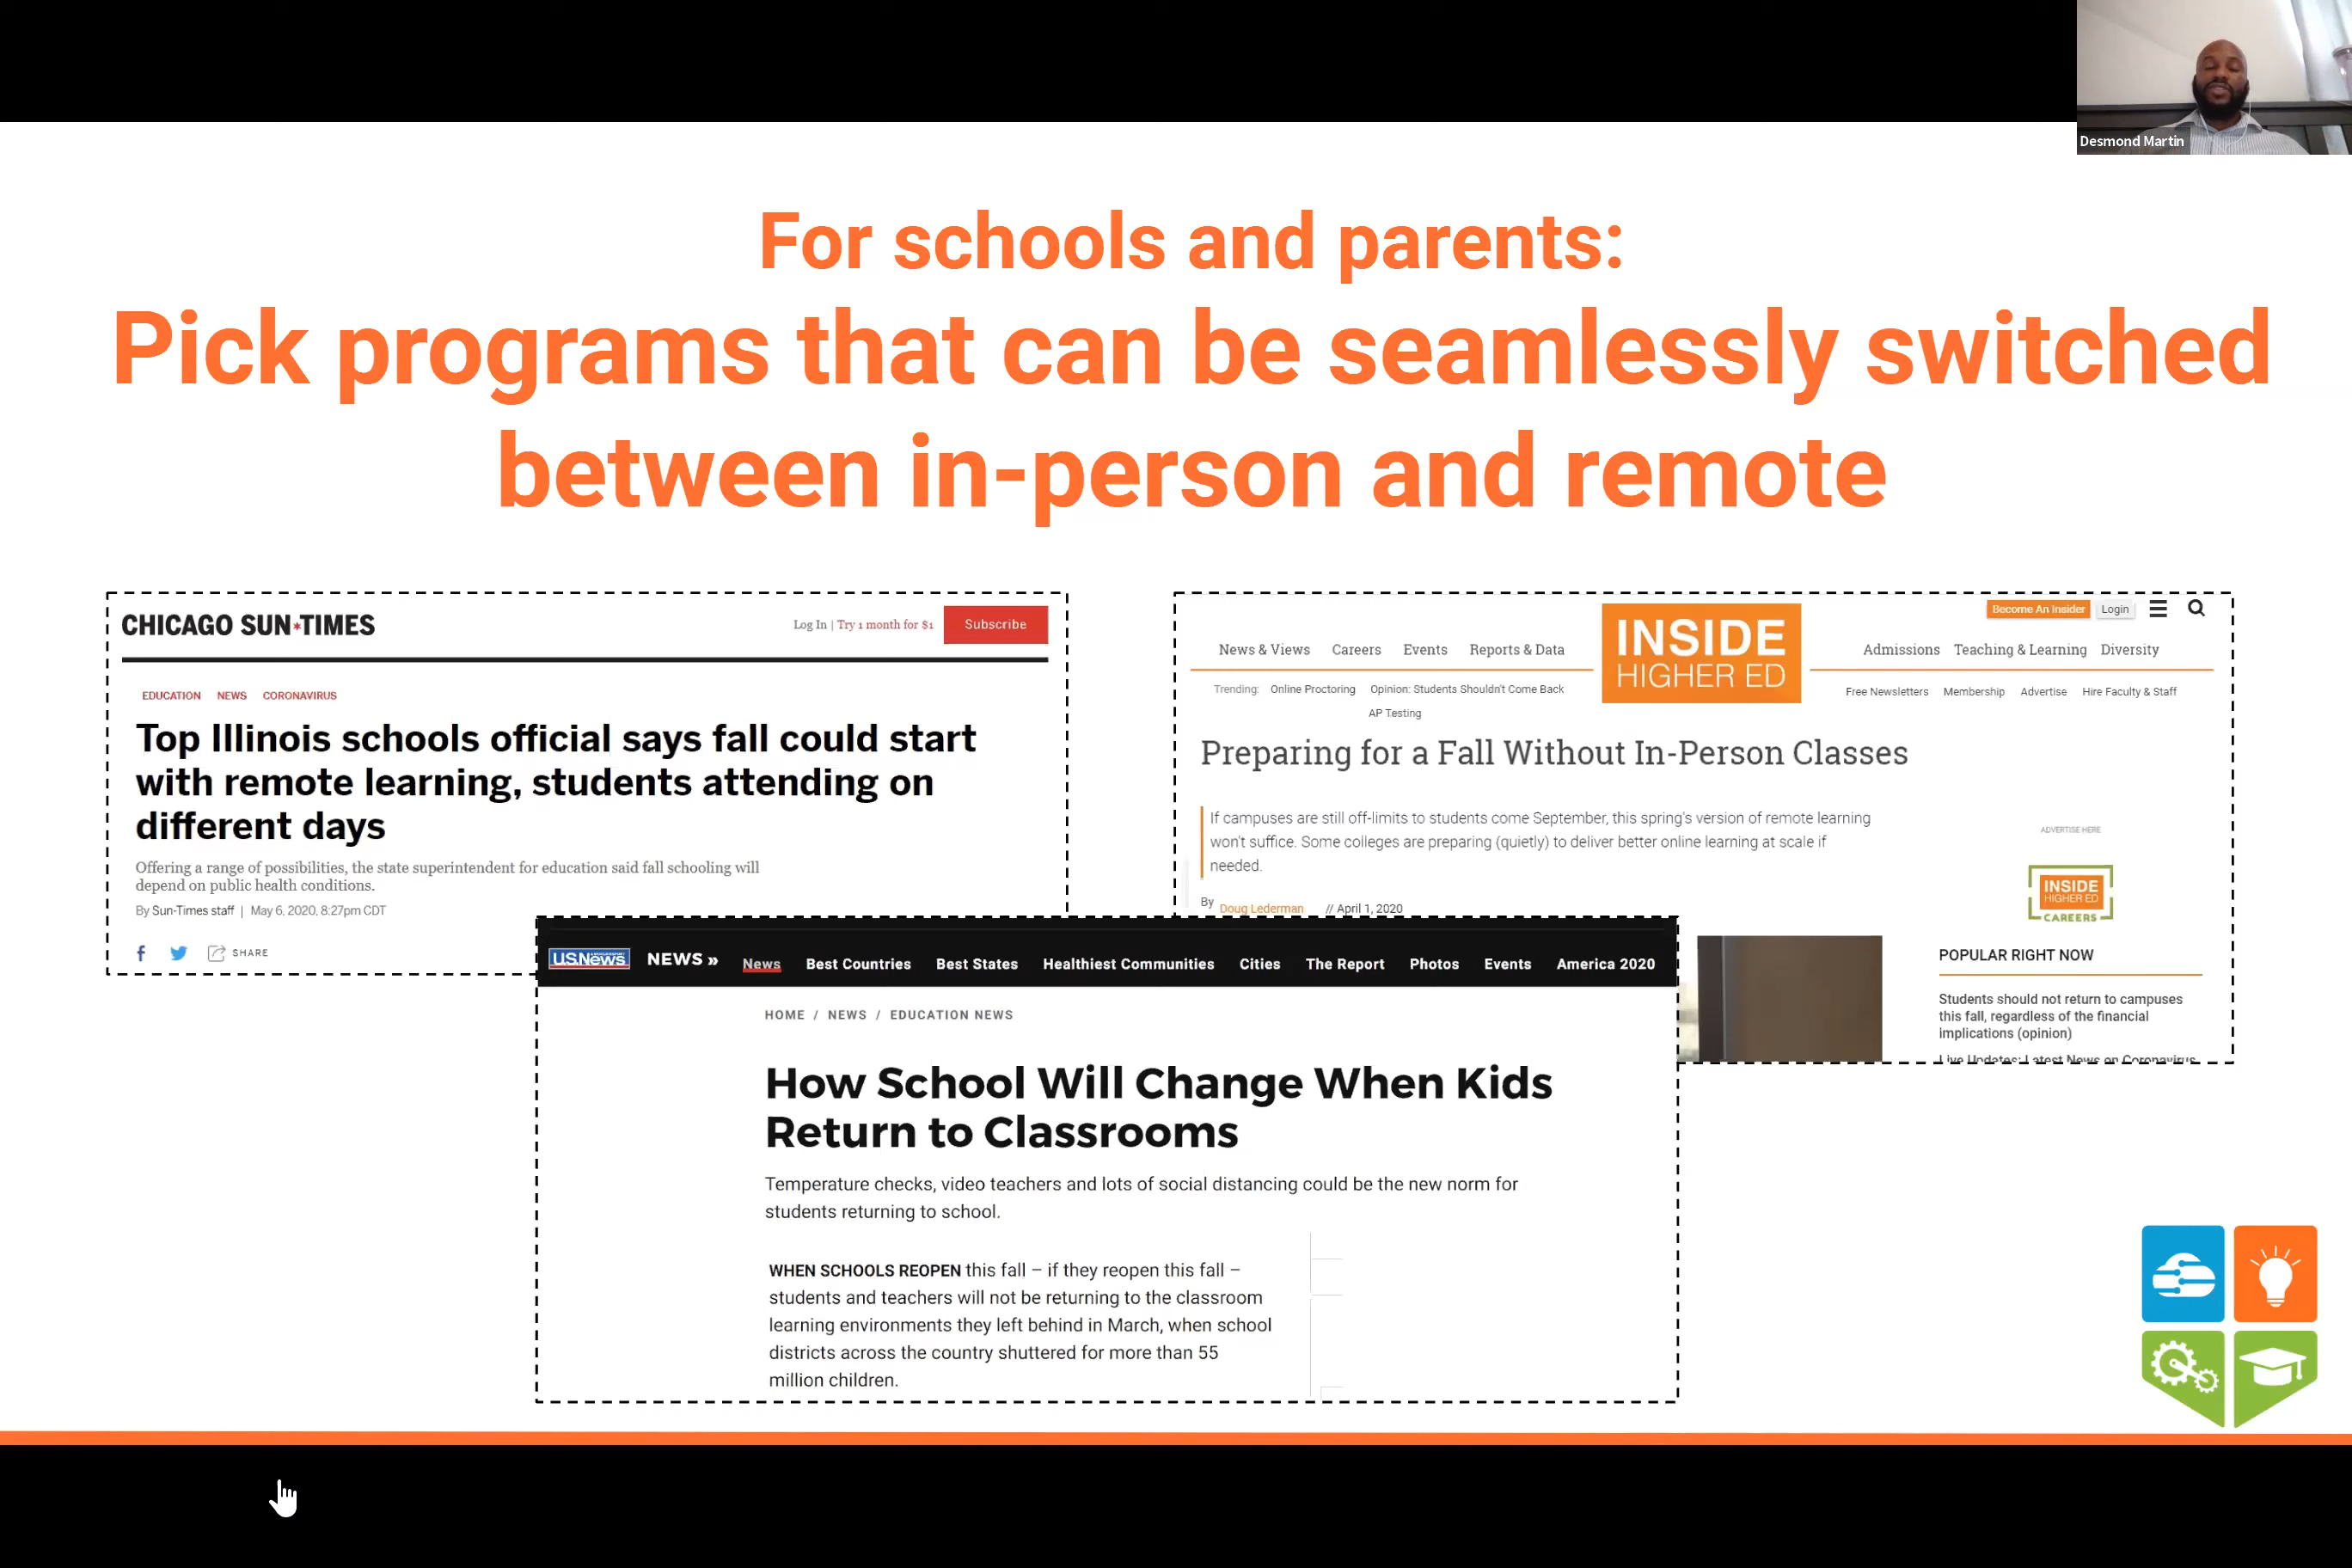 Desmond Martin
For schools and parents:
Pick programs that can be seamlessly switched
between in-person and remote
CHICAGO SUN*TIMES
Log In | Try 1 month for $1
Subscribe
EDUCATION NEWS CORONAVIRUS
Top Illinois schools official says fall could start
with remote learning, students attending on
different days
Offering a range of possibilities, the state superintendent for education said fall schooling will
depend on public health conditions.
By Sun-Times staff | May 6, 2020, 8:27pm CDT
SHARE
Become An Insider Login
News & Views Careers Events Reports & Data
INSIDE
HIGHER ED
Admissions Teaching & Learning Diversity
Trending: Online Proctoring Opinion: Students Shouldn't Come Back
AP Testing
Free Newsletters Membership Advertise Hire Faculty & Staff
Preparing for a Fall Without In-Person Classes
If campuses are still off-limits to students come September, this spring's version of remote learning
won't suffice. Some colleges are preparing (quietly) to deliver better online learning at scale if
needed.
By Doug Lederman // April 1, 2020
ADVERTISE HERE
INSIDE
HIGHER ED
CAREERS
POPULAR RIGHT NOW
Students should not return to campuses
this fall, regardless of the financial
implications (opinion)
Live Updates: Latest News on Coronavirus
U.S.News NEWS » News Best Countries Best States Healthiest Communities Cities The Report Photos Events America 2020
HOME / NEWS / EDUCATION NEWS
How School Will Change When Kids
Return to Classrooms
Temperature checks, video teachers and lots of social distancing could be the new norm for
students returning to school.
WHEN SCHOOLS REOPEN this fall – if they reopen this fall –
students and teachers will not be returning to the classroom
learning environments they left behind in March, when school
districts across the country shuttered for more than 55
million children.